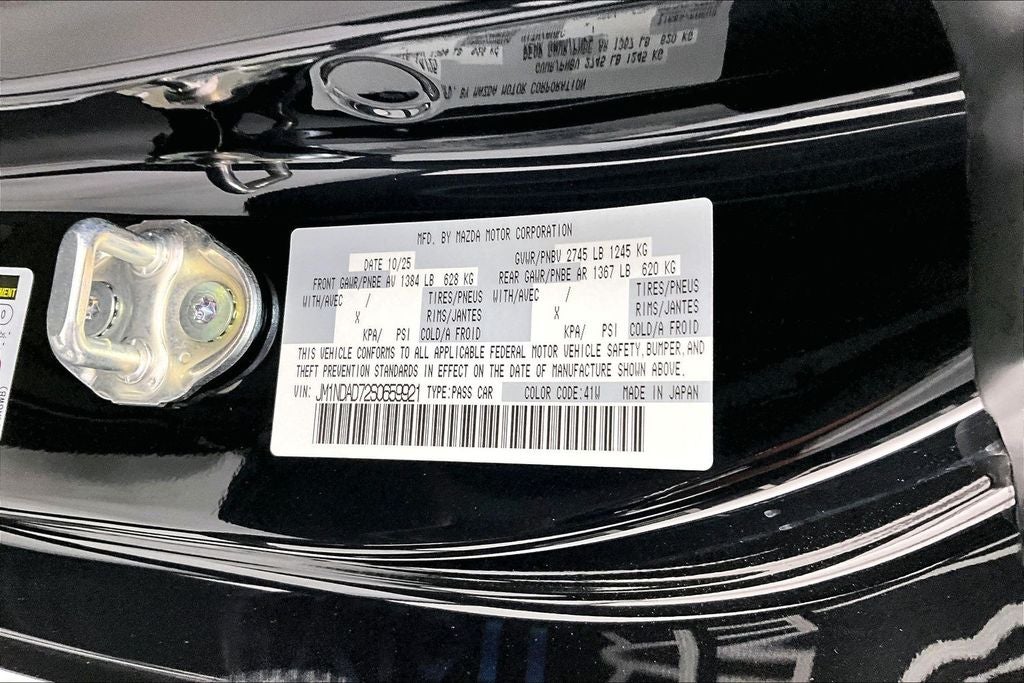 MFD. BY MAZDA MOTOR CORPORATION
DATE 10/25 GVWR/PNBV 2745 LB 1245 KG
FRONT GAWR/PNBE AV 1384 LB 628 KG REAR GAWR/PNBE AR 1367 LB 620 KG
WITH/AVEC / TIRES/PNEUS WITH/AVEC / TIRES/PNEUS
X RIMS/JANTES X RIMS/JANTES
KPA/ PSI COLD/A FROID KPA/ PSI COLD/A FROID
THIS VEHICLE CONFORMS TO ALL APPLICABLE FEDERAL MOTOR VEHICLE SAFETY, BUMPER, AND
THEFT PREVENTION STANDARDS IN EFFECT ON THE DATE OF MANUFACTURE SHOWN ABOVE.
VIN: JM1NDAD72S0659921 TYPE:PASS CAR COLOR CODE:41W MADE IN JAPAN